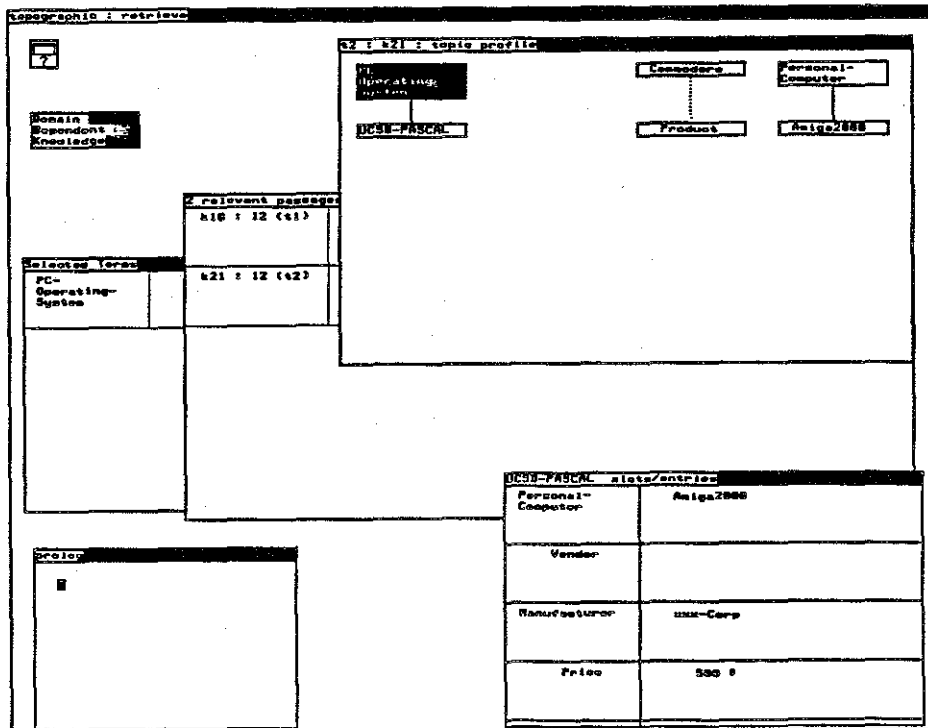 topographic : retrieve
?
t2 : k21 : topic profile
PC-
Operating-
System
Commodore
Personal-
Computer
UCSD-PASCAL
Product
Amiga2000
Domain
Dependent
Knowledge
2 relevant passages
k18 : 12 (t1)
k21 : 12 (t2)
Selected Terms
PC-
Operating-
System
UCSD-PASCAL slots/entries
Personal-
Computer
Amiga2000
Vendor
Manufacturer
xxx-Corp
Price
500 $
prolog